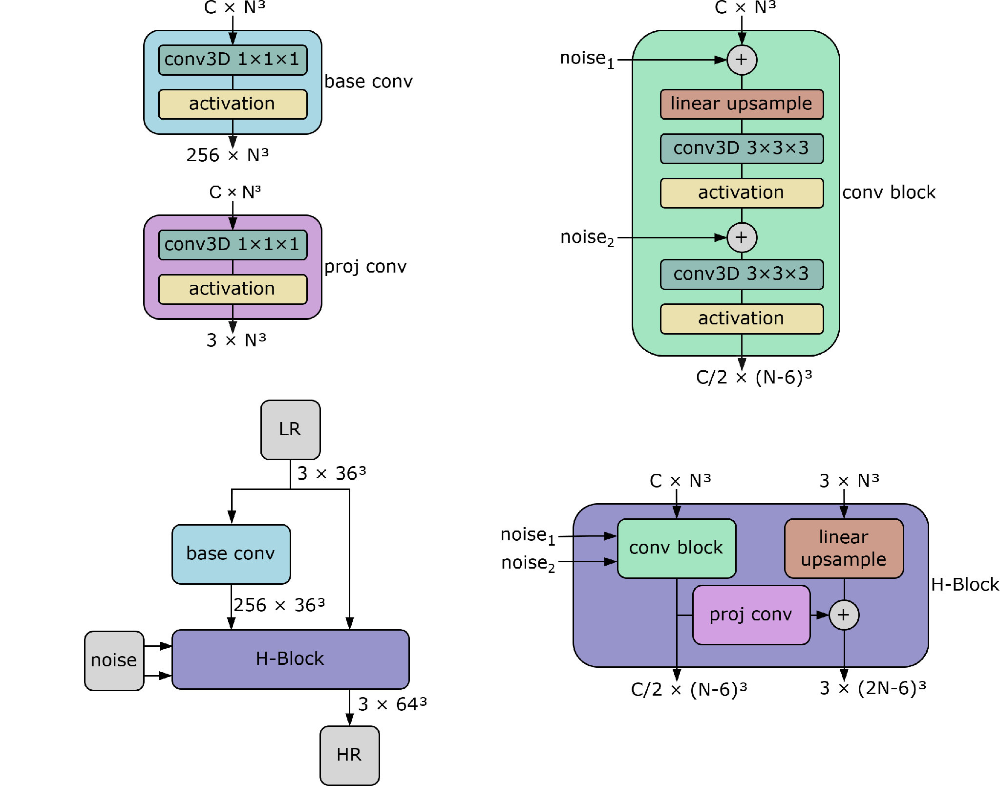 C × N³
conv3D 1×1×1
activation
base conv
256 × N³
C × N³
conv3D 1×1×1
activation
proj conv
3 × N³
C × N³
noise₁
+
linear upsample
conv3D 3×3×3
activation
conv block
noise₂
+
conv3D 3×3×3
activation
C/2 × (N-6)³
LR
3 × 36³
base conv
256 × 36³
noise
H-Block
3 × 64³
HR
C × N³
3 × N³
noise₁
noise₂
conv block
linear
upsample
H-Block
proj conv
+
C/2 × (N-6)³
3 × (2N-6)³